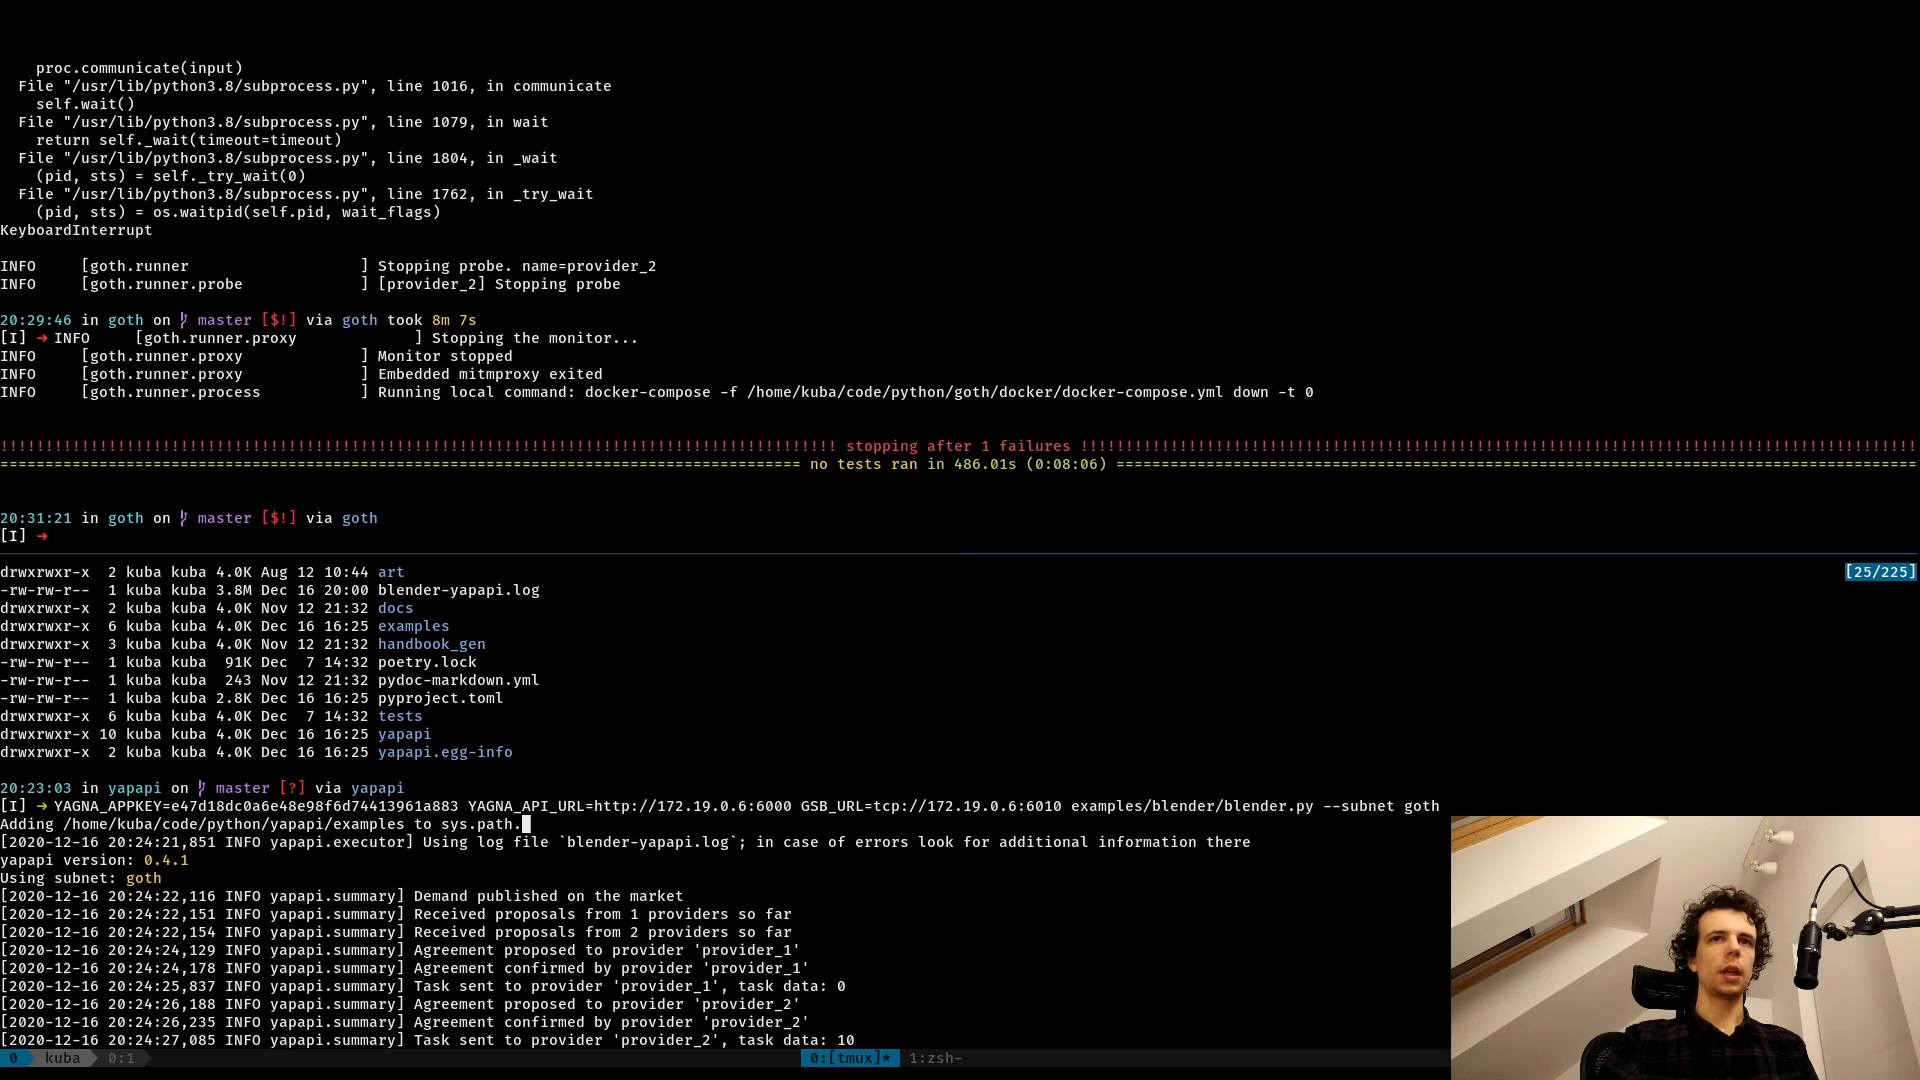 proc.communicate(input)
  File "/usr/lib/python3.8/subprocess.py", line 1016, in communicate
    self.wait()
  File "/usr/lib/python3.8/subprocess.py", line 1079, in wait
    return self._wait(timeout=timeout)
  File "/usr/lib/python3.8/subprocess.py", line 1804, in _wait
    (pid, sts) = self._try_wait(0)
  File "/usr/lib/python3.8/subprocess.py", line 1762, in _try_wait
    (pid, sts) = os.waitpid(self.pid, wait_flags)
KeyboardInterrupt
INFO     [goth.runner                   ] Stopping probe. name=provider_2
INFO     [goth.runner.probe             ] [provider_2] Stopping probe
20:29:46 in goth on master [$!] via goth took 8m 7s
[I] → INFO     [goth.runner.proxy             ] Stopping the monitor...
INFO     [goth.runner.proxy             ] Monitor stopped
INFO     [goth.runner.proxy             ] Embedded mitmproxy exited
INFO     [goth.runner.process           ] Running local command: docker-compose -f /home/kuba/code/python/goth/docker/docker-compose.yml down -t 0
!!!!!!!!!!!!!!!!!!!!!!!!!!!!!!!!!!!!!!!!!!!!!!!!!!!!!!!!!!!!!!!!!!!!!!!!!!!!!!!!!!!!!!!!!!!!! stopping after 1 failures !!!!!!!!!!!!!!!!!!!!!!!!!!!!!!!!!!!!!!!!!!!!!!!!!!!!!!!!!!!!!!!!!!!!!!!!!!!!!!!!!!!!!!!!!!!!!
========================================================================================= no tests ran in 486.01s (0:08:06) =========================================================================================
20:31:21 in goth on master [$!] via goth
[I] →
drwxrwxr-x  2 kuba kuba 4.0K Aug 12 10:44 art [25/225]
-rw-rw-r--  1 kuba kuba 3.8M Dec 16 20:00 blender-yapapi.log
drwxrwxr-x  2 kuba kuba 4.0K Nov 12 21:32 docs
drwxrwxr-x  6 kuba kuba 4.0K Dec 16 16:25 examples
drwxrwxr-x  3 kuba kuba 4.0K Nov 12 21:32 handbook_gen
-rw-rw-r--  1 kuba kuba  91K Dec  7 14:32 poetry.lock
-rw-rw-r--  1 kuba kuba  243 Nov 12 21:32 pydoc-markdown.yml
-rw-rw-r--  1 kuba kuba 2.8K Dec 16 16:25 pyproject.toml
drwxrwxr-x  6 kuba kuba 4.0K Dec  7 14:32 tests
drwxrwxr-x 10 kuba kuba 4.0K Dec 16 16:25 yapapi
drwxrwxr-x  2 kuba kuba 4.0K Dec 16 16:25 yapapi.egg-info
20:23:03 in yapapi on master [?] via yapapi
[I] → YAGNA_APPKEY=e47d18dc0a6e48e98f6d74413961a883 YAGNA_API_URL=http://172.19.0.6:6000 GSB_URL=tcp://172.19.0.6:6010 examples/blender/blender.py --subnet goth
Adding /home/kuba/code/python/yapapi/examples to sys.path.
[2020-12-16 20:24:21,851 INFO yapapi.executor] Using log file `blender-yapapi.log`; in case of errors look for additional information there
yapapi version: 0.4.1
Using subnet: goth
[2020-12-16 20:24:22,116 INFO yapapi.summary] Demand published on the market
[2020-12-16 20:24:22,151 INFO yapapi.summary] Received proposals from 1 providers so far
[2020-12-16 20:24:22,154 INFO yapapi.summary] Received proposals from 2 providers so far
[2020-12-16 20:24:24,129 INFO yapapi.summary] Agreement proposed to provider 'provider_1'
[2020-12-16 20:24:24,178 INFO yapapi.summary] Agreement confirmed by provider 'provider_1'
[2020-12-16 20:24:25,837 INFO yapapi.summary] Task sent to provider 'provider_1', task data: 0
[2020-12-16 20:24:26,188 INFO yapapi.summary] Agreement proposed to provider 'provider_2'
[2020-12-16 20:24:26,235 INFO yapapi.summary] Agreement confirmed by provider 'provider_2'
[2020-12-16 20:24:27,085 INFO yapapi.summary] Task sent to provider 'provider_2', task data: 10
0 kuba 0:1 0:[tmux]* 1:zsh-